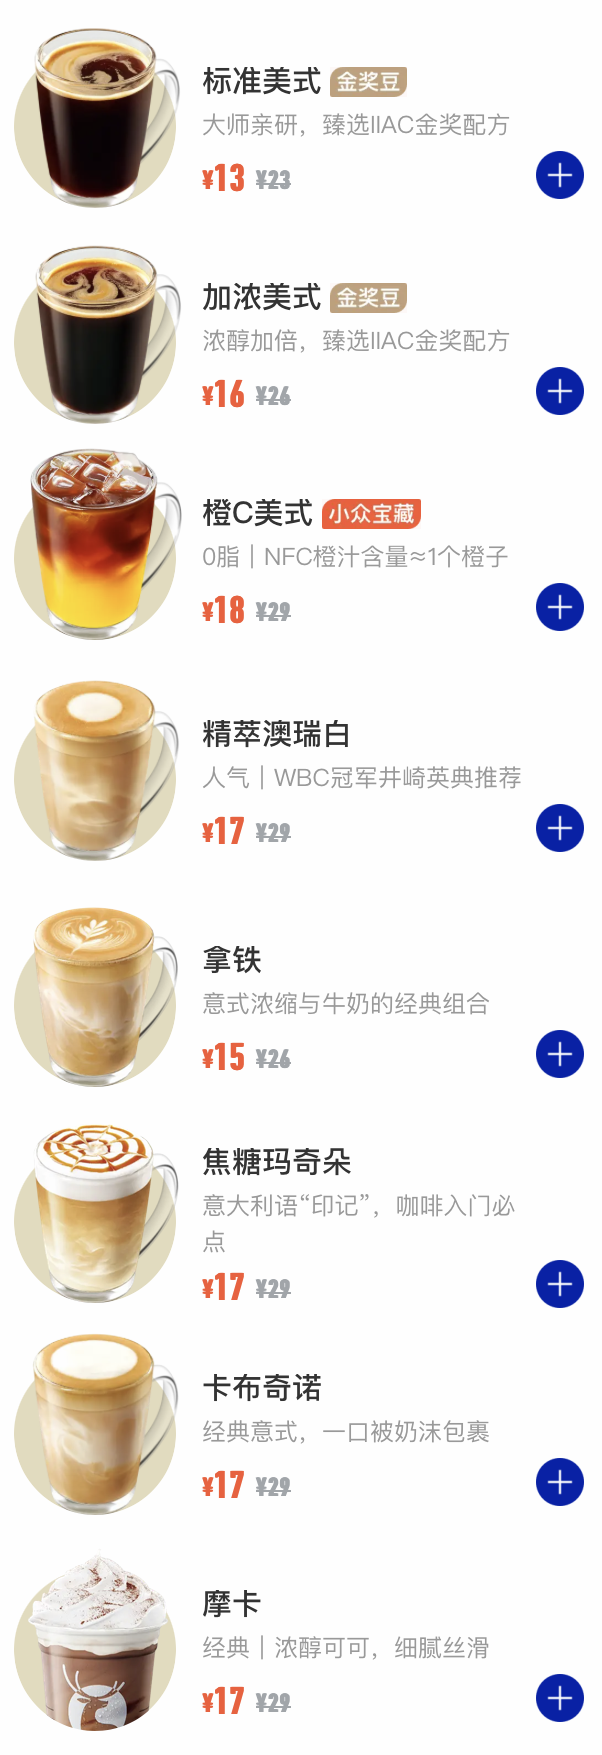 标准美式 金奖豆
大师亲研，臻选IIAC金奖配方
¥13 ¥23
加浓美式 金奖豆
浓醇加倍，臻选IIAC金奖配方
¥16 ¥26
橙C美式 小众宝藏
0脂｜NFC橙汁含量≈1个橙子
¥18 ¥29
精萃澳瑞白
人气｜WBC冠军井崎英典推荐
¥17 ¥29
拿铁
意式浓缩与牛奶的经典组合
¥15 ¥26
焦糖玛奇朵
意大利语“印记”，咖啡入门必
点
¥17 ¥29
卡布奇诺
经典意式，一口被奶沫包裹
¥17 ¥29
摩卡
经典｜浓醇可可，细腻丝滑
¥17 ¥29